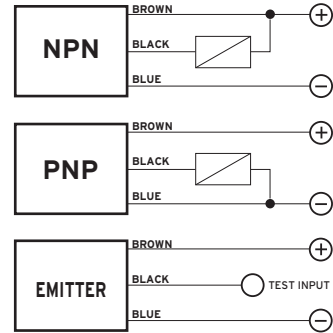 BROWN
NPN
BLACK
BLUE
BROWN
PNP
BLACK
BLUE
BROWN
EMITTER
BLACK
TEST INPUT
BLUE